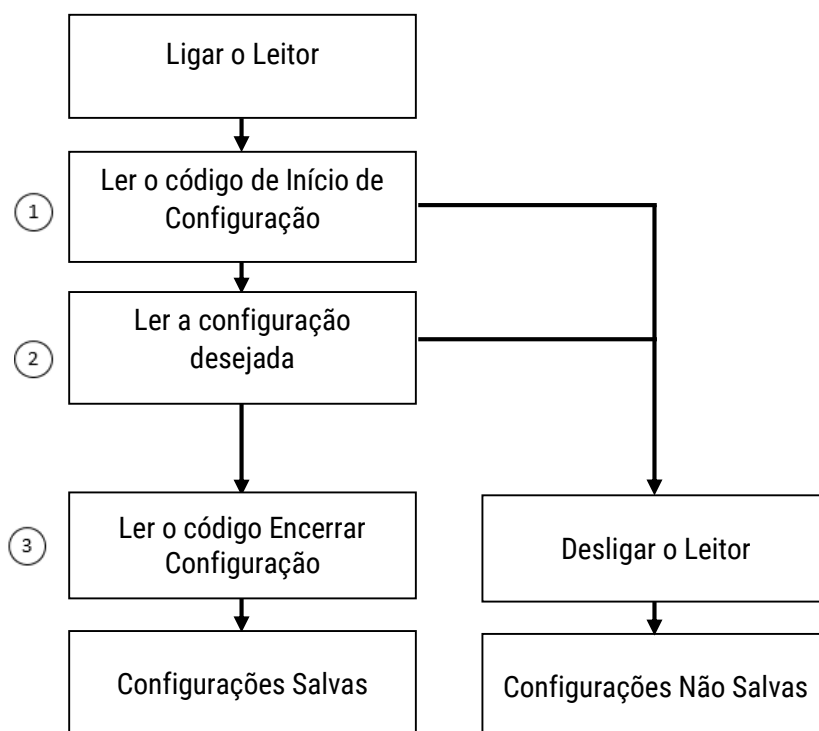 Ligar o Leitor
Ler o código de Início de
Configuração
1
Ler a configuração
desejada
2
Ler o código Encerrar
Configuração
3
Desligar o Leitor
Configurações Salvas
Configurações Não Salvas